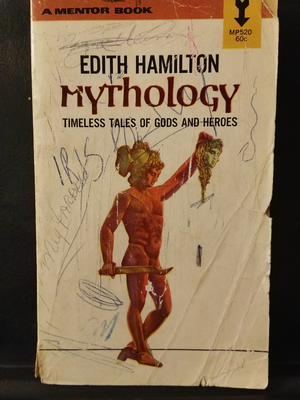 A MENTOR BOOK
MP520
60c
EDITH HAMILTON
MYTHOLOGY
TIMELESS TALES OF GODS AND HEROES